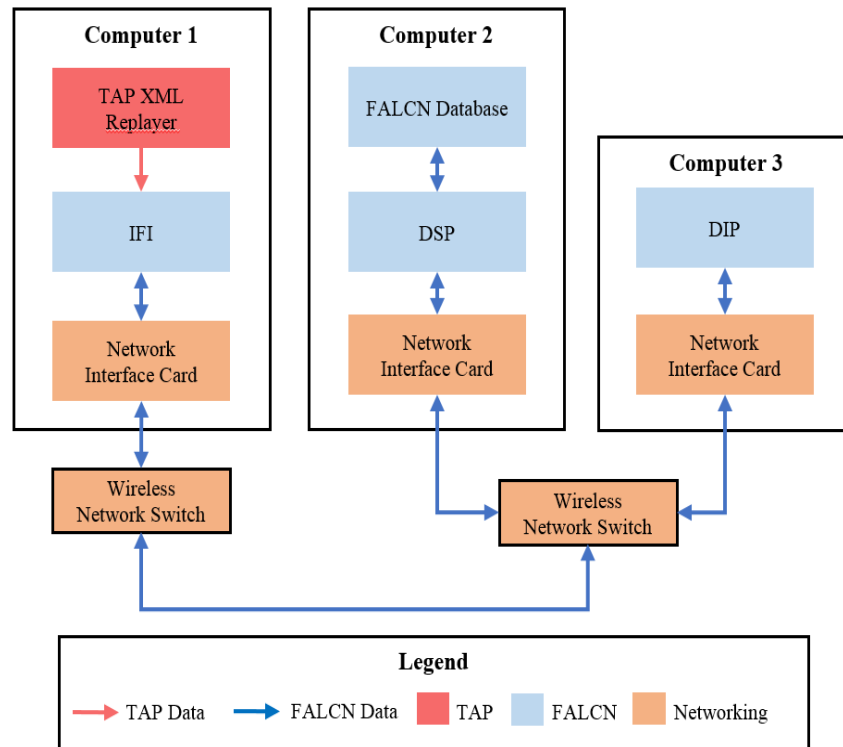 Computer 1
TAP XML
Replayer
IFI
Network
Interface Card
Wireless
Network Switch
Computer 2
FALCN Database
DSP
Network
Interface Card
Computer 3
DIP
Network
Interface Card
Wireless
Network Switch
Legend
TAP Data
FALCN Data
TAP
FALCN
Networking